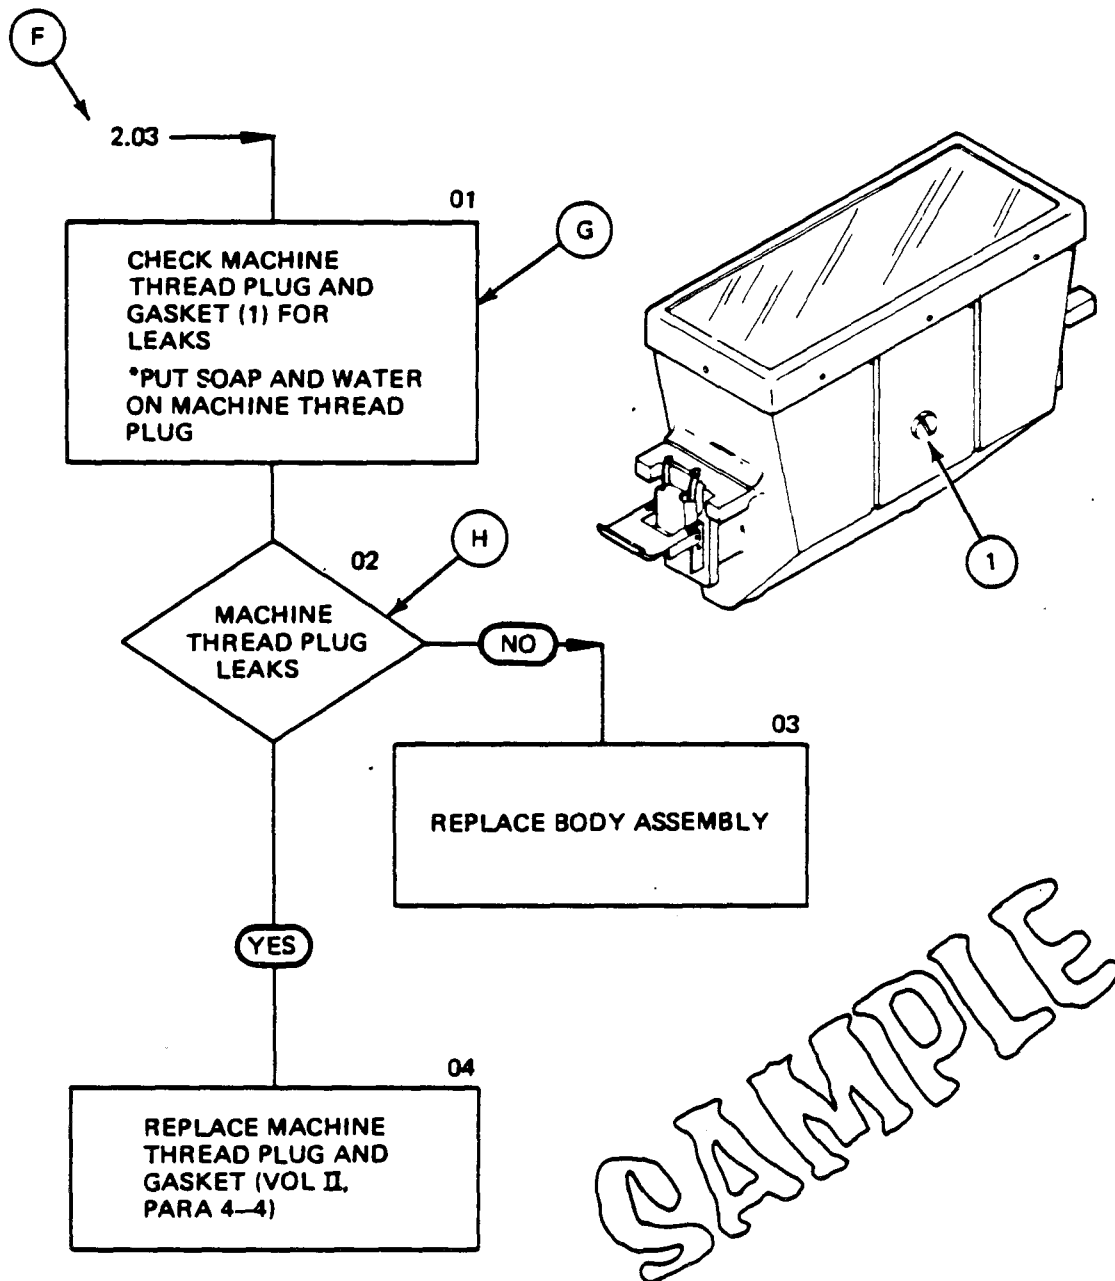 F
2.03
01
CHECK MACHINE
THREAD PLUG AND
GASKET (1) FOR
LEAKS
*PUT SOAP AND WATER
ON MACHINE THREAD
PLUG
G
1
02
H
MACHINE
THREAD PLUG
LEAKS
NO
03
REPLACE BODY ASSEMBLY
YES
04
REPLACE MACHINE
THREAD PLUG AND
GASKET (VOL II,
PARA 4—4)
SAMPLE